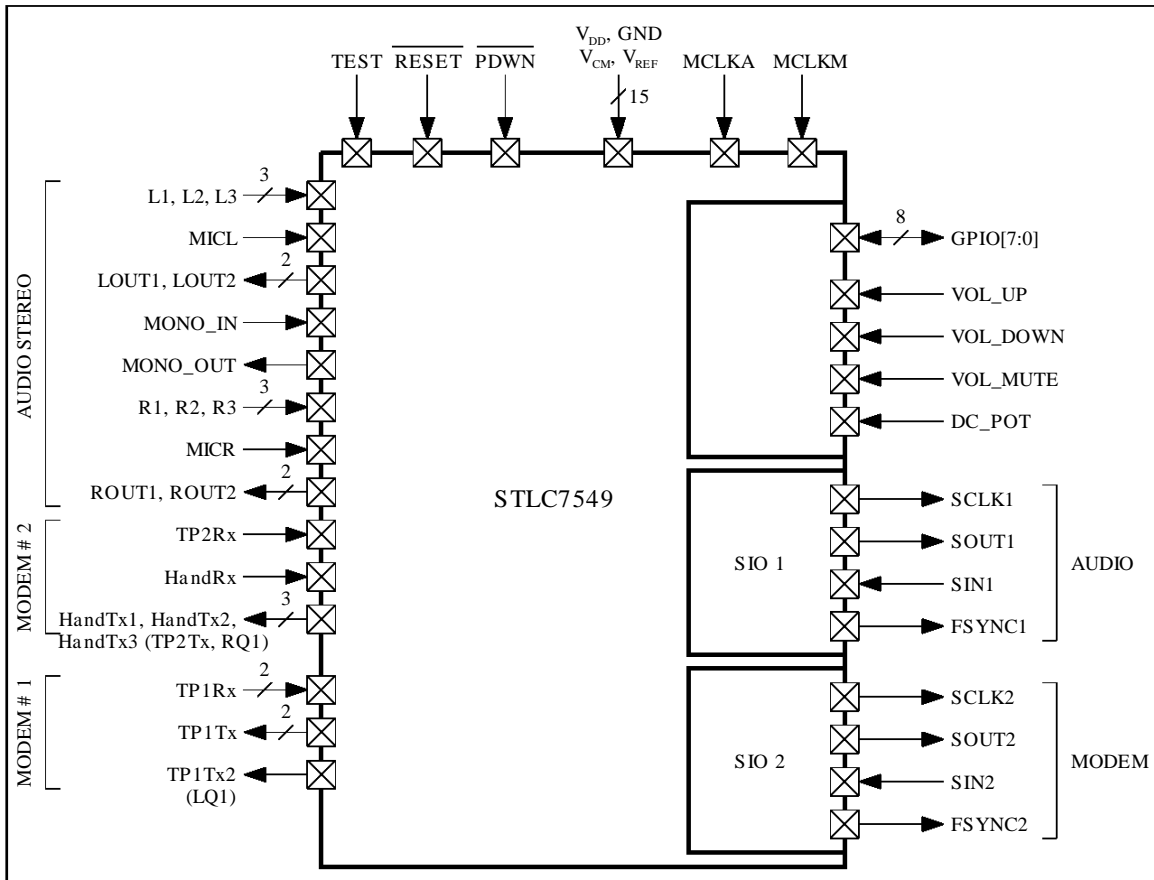 V_DD, GND
V_CM, V_REF
TEST
RESET
PDWN
MCLKA
MCLKM
15
AUDIO STEREO
L1, L2, L3
3
MICL
LOUT1, LOUT2
2
MONO_IN
MONO_OUT
R1, R2, R3
3
MICR
ROUT1, ROUT2
2
MODEM # 2
TP2Rx
HandRx
HandTx1, HandTx2,
3
HandTx3 (TP2Tx, RQ1)
MODEM # 1
TP1Rx
2
TP1Tx
2
TP1Tx2
(LQ1)
STLC7549
8
GPIO[7:0]
VOL_UP
VOL_DOWN
VOL_MUTE
DC_POT
SIO 1
SCLK1
SOUT1
SIN1
FSYNC1
AUDIO
SIO 2
SCLK2
SOUT2
SIN2
FSYNC2
MODEM